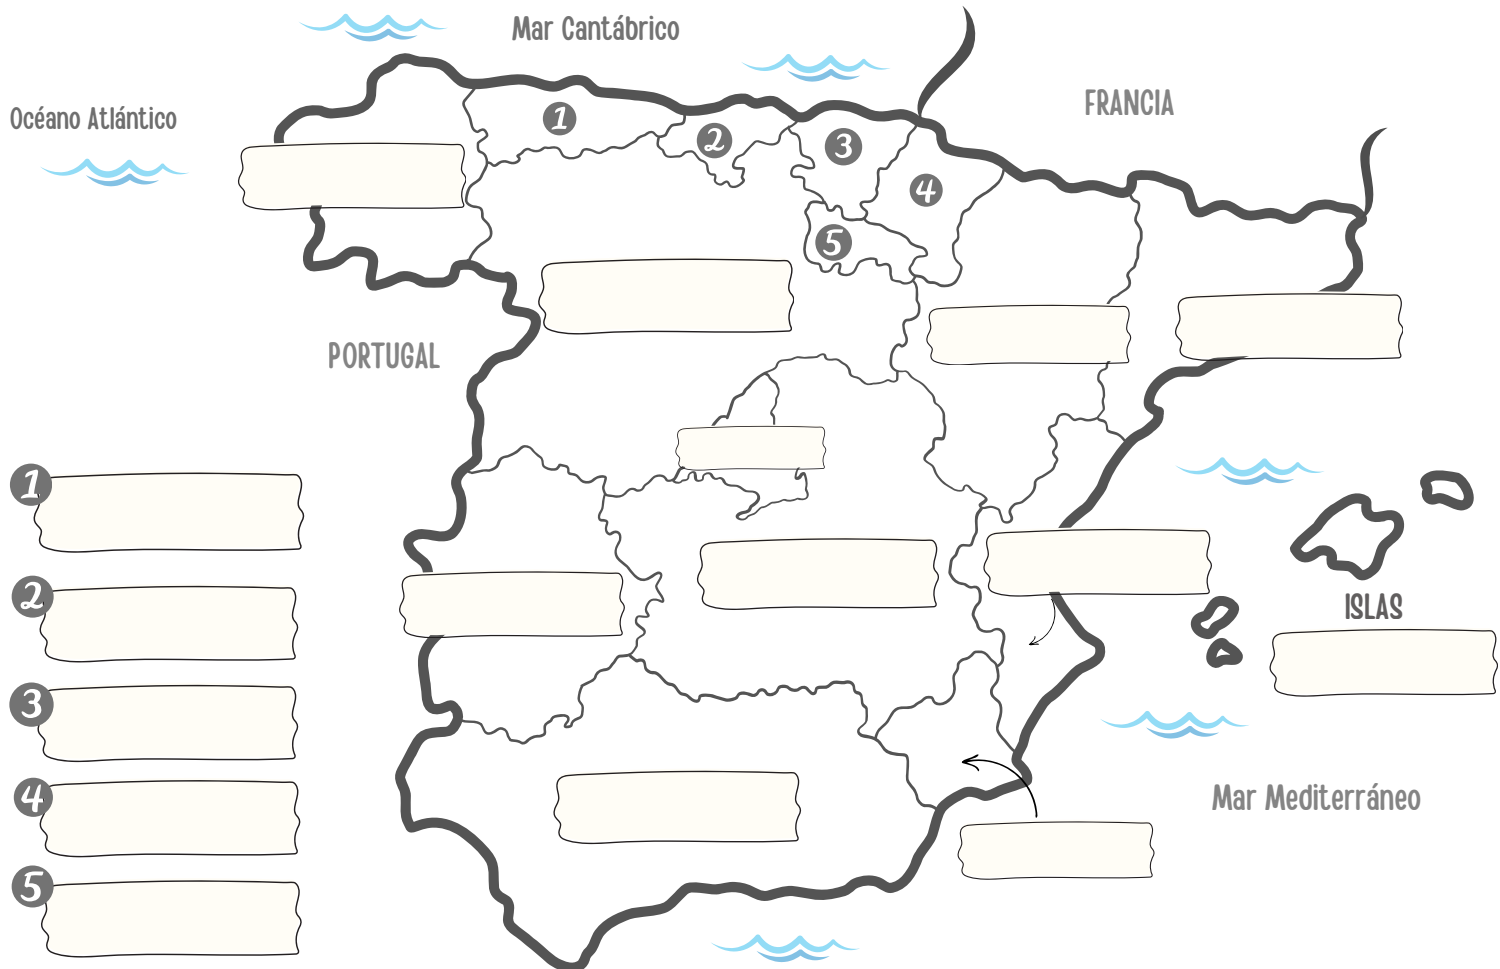 Mar Cantábrico
Océano Atlántico
FRANCIA
1
2
3
4
5
PORTUGAL
1
2
3
4
5
ISLAS
Mar Mediterráneo